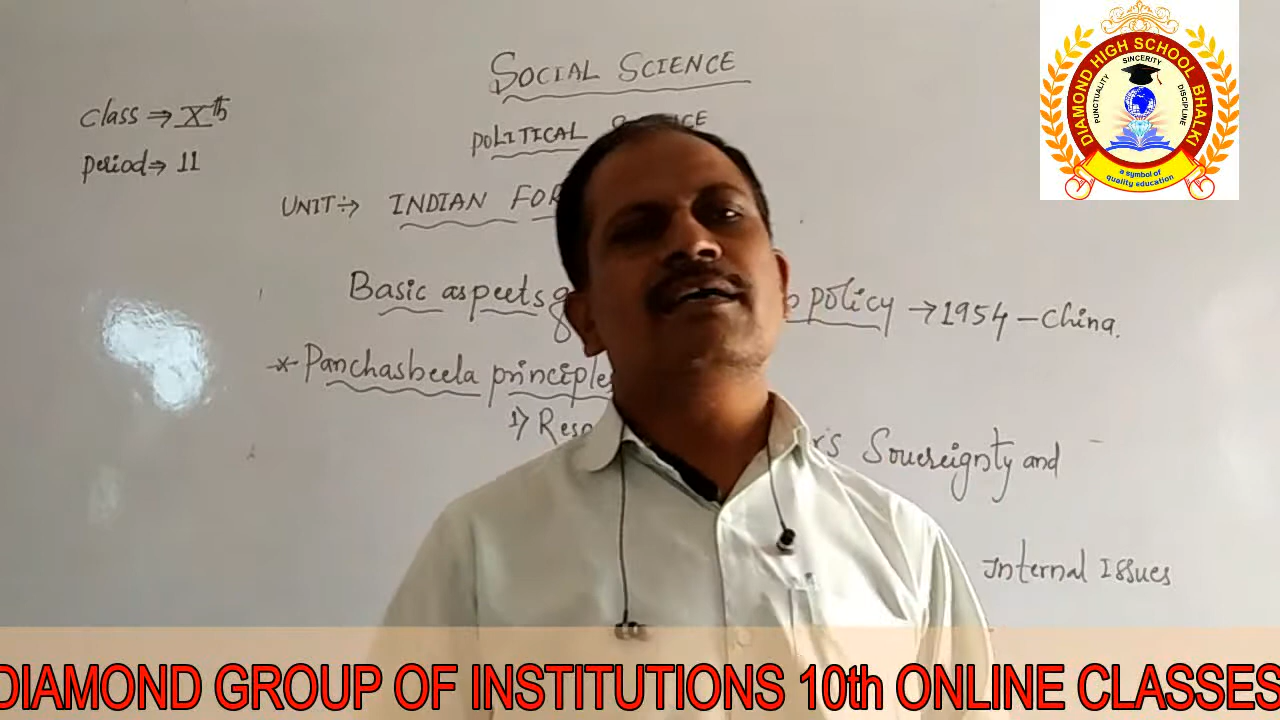 SOCIAL SCIENCE
Class ⇒ Xth
POLITICAL
Period ⇒ 11
UNIT ÷> INDIAN FOR
Basic aspects policy → 1954 – China.
* Panchasheela principles
1) Res Sovereignty and
Internal Issues
DIAMOND HIGH SCHOOL BHALKI
SINCERITY
PUNCTUALITY
DISCIPLINE
a symbol of
quality education
DIAMOND GROUP OF INSTITUTIONS 10th ONLINE CLASSES